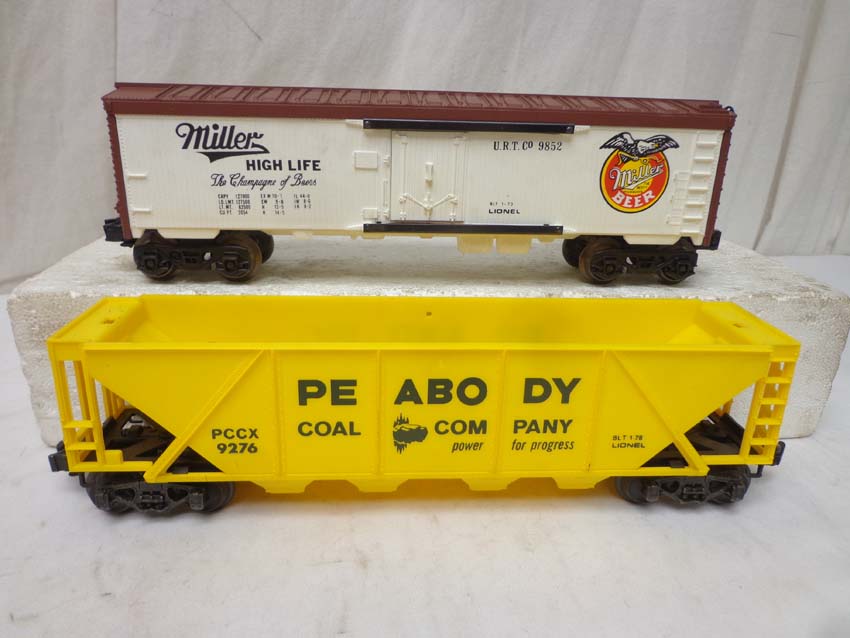 Miller
HIGH LIFE
The Champagne of Beers
U.R.T. CO 9852
BLT 1-73
LIONEL
Miller
BEER
PE ABO DY
COAL COM PANY
power for progress
PCCX
9276
BLT 1-78
LIONEL